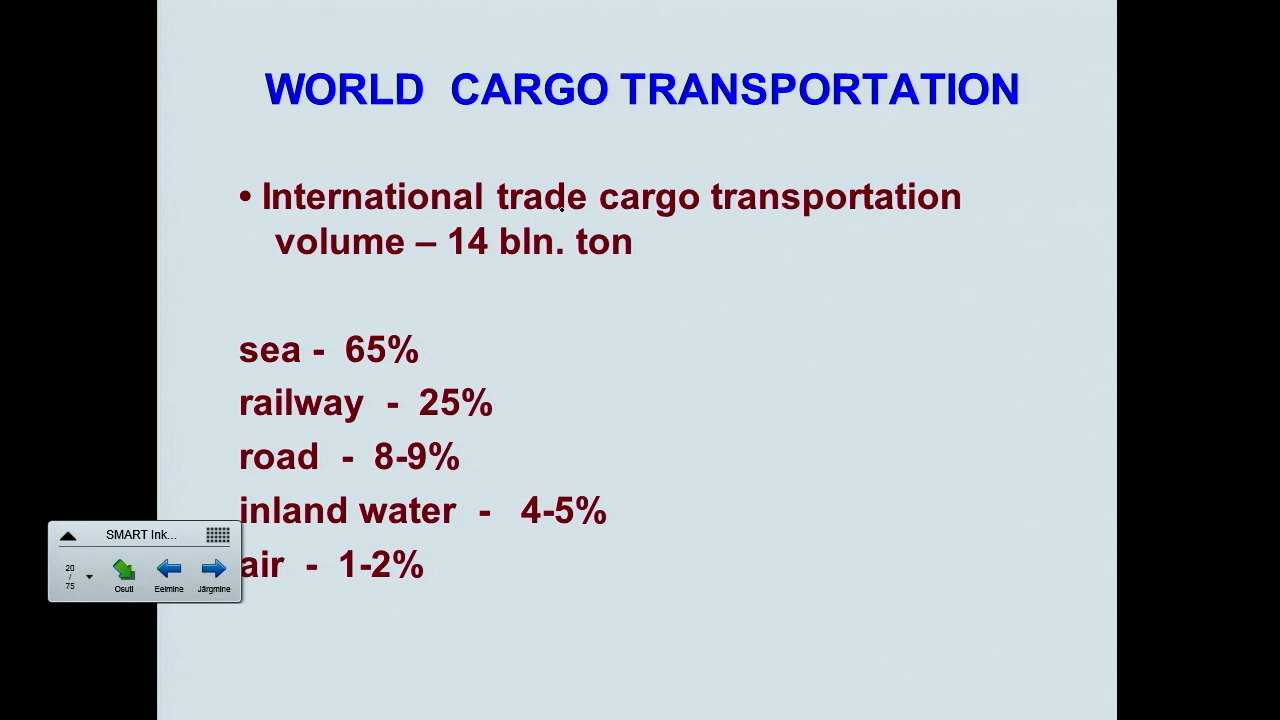 WORLD CARGO TRANSPORTATION
• International trade cargo transportation
volume – 14 bln. ton
sea - 65%
railway - 25%
road - 8-9%
inland water - 4-5%
air - 1-2%
SMART Ink...
20
/
75
Osuti
Eelmine
Järgmine